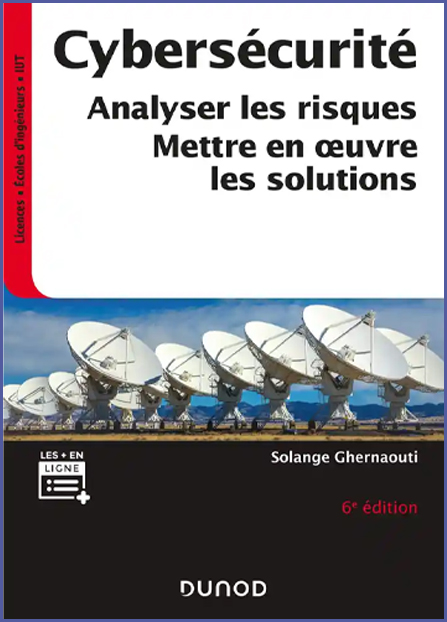 Cybersécurité
Analyser les risques
Mettre en œuvre
les solutions
Licences • Écoles d'ingénieurs • IUT
LES + EN
LIGNE
Solange Ghernaouti
6e édition
DUNOD